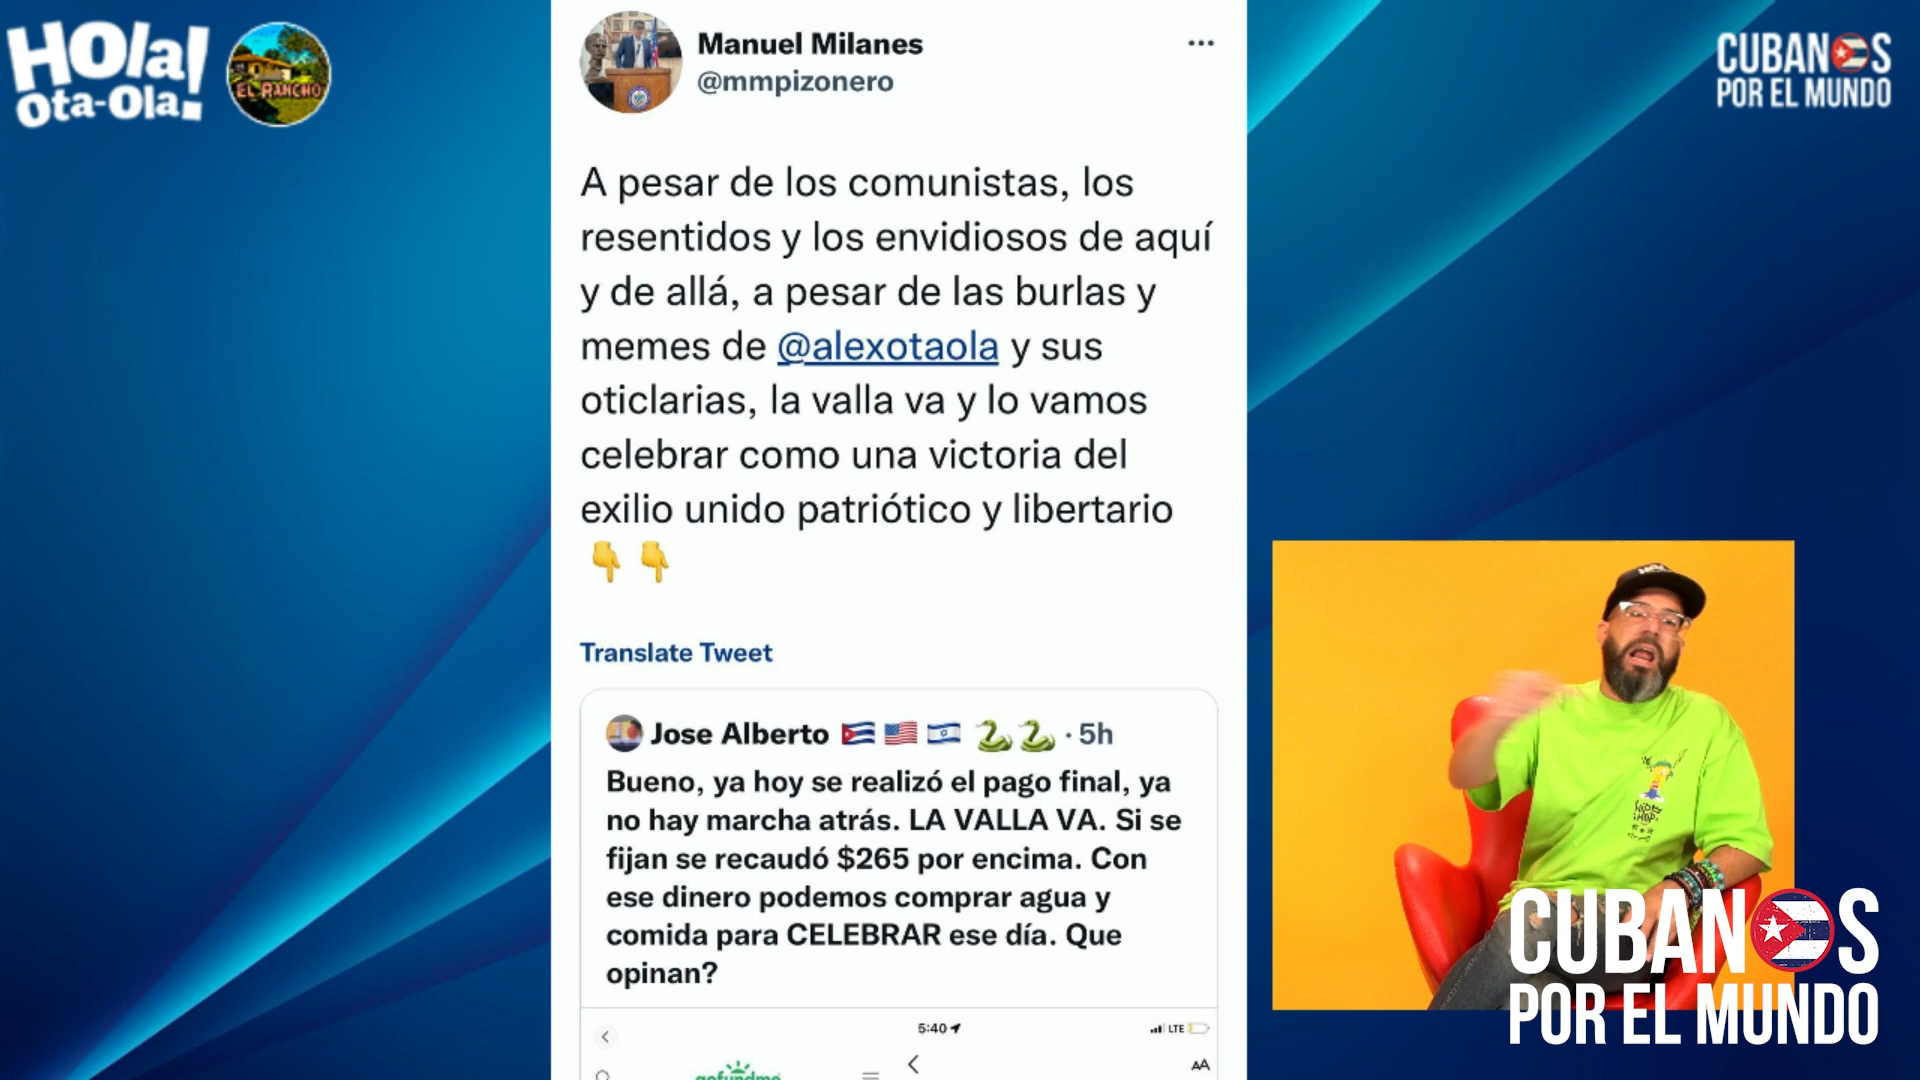 Hola!
Ota-Ola!
EL RANCHO
CUBANOS
POR EL MUNDO
Manuel Milanes
@mmpizonero
A pesar de los comunistas, los
resentidos y los envidiosos de aquí
y de allá, a pesar de las burlas y
memes de @alexotaola y sus
oticlarias, la valla va y lo vamos
celebrar como una victoria del
exilio unido patriótico y libertario
Translate Tweet
Jose Alberto · 5h
Bueno, ya hoy se realizó el pago final, ya
no hay marcha atrás. LA VALLA VA. Si se
fijan se recaudó $265 por encima. Con
ese dinero podemos comprar agua y
comida para CELEBRAR ese día. Que
opinan?
5:40
LTE
gofundme
AA
CUBANOS
POR EL MUNDO